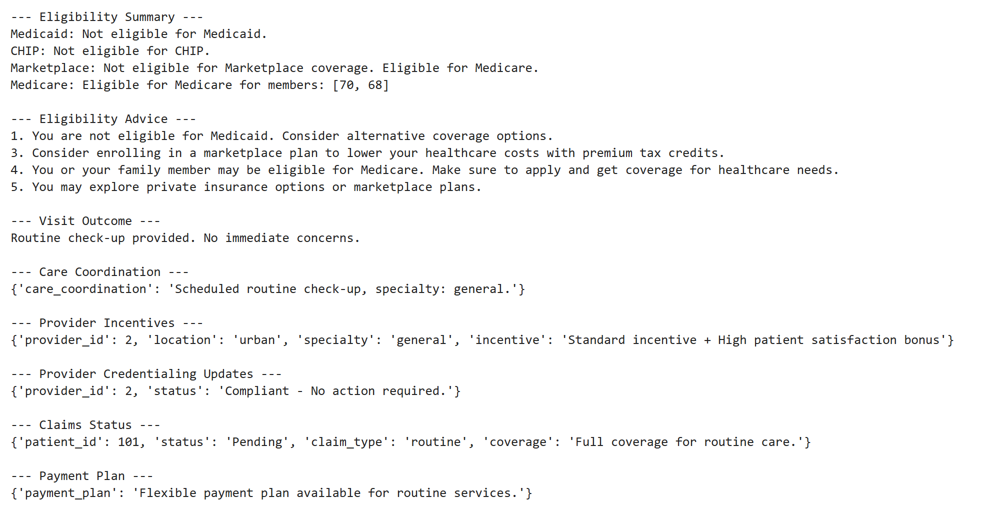 --- Eligibility Summary ---
Medicaid: Not eligible for Medicaid.
CHIP: Not eligible for CHIP.
Marketplace: Not eligible for Marketplace coverage. Eligible for Medicare.
Medicare: Eligible for Medicare for members: [70, 68]

--- Eligibility Advice ---
1. You are not eligible for Medicaid. Consider alternative coverage options.
3. Consider enrolling in a marketplace plan to lower your healthcare costs with premium tax credits.
4. You or your family member may be eligible for Medicare. Make sure to apply and get coverage for healthcare needs.
5. You may explore private insurance options or marketplace plans.

--- Visit Outcome ---
Routine check-up provided. No immediate concerns.

--- Care Coordination ---
{'care_coordination': 'Scheduled routine check-up, specialty: general.'}

--- Provider Incentives ---
{'provider_id': 2, 'location': 'urban', 'specialty': 'general', 'incentive': 'Standard incentive + High patient satisfaction bonus'}

--- Provider Credentialing Updates ---
{'provider_id': 2, 'status': 'Compliant - No action required.'}

--- Claims Status ---
{'patient_id': 101, 'status': 'Pending', 'claim_type': 'routine', 'coverage': 'Full coverage for routine care.'}

--- Payment Plan ---
{'payment_plan': 'Flexible payment plan available for routine services.'}